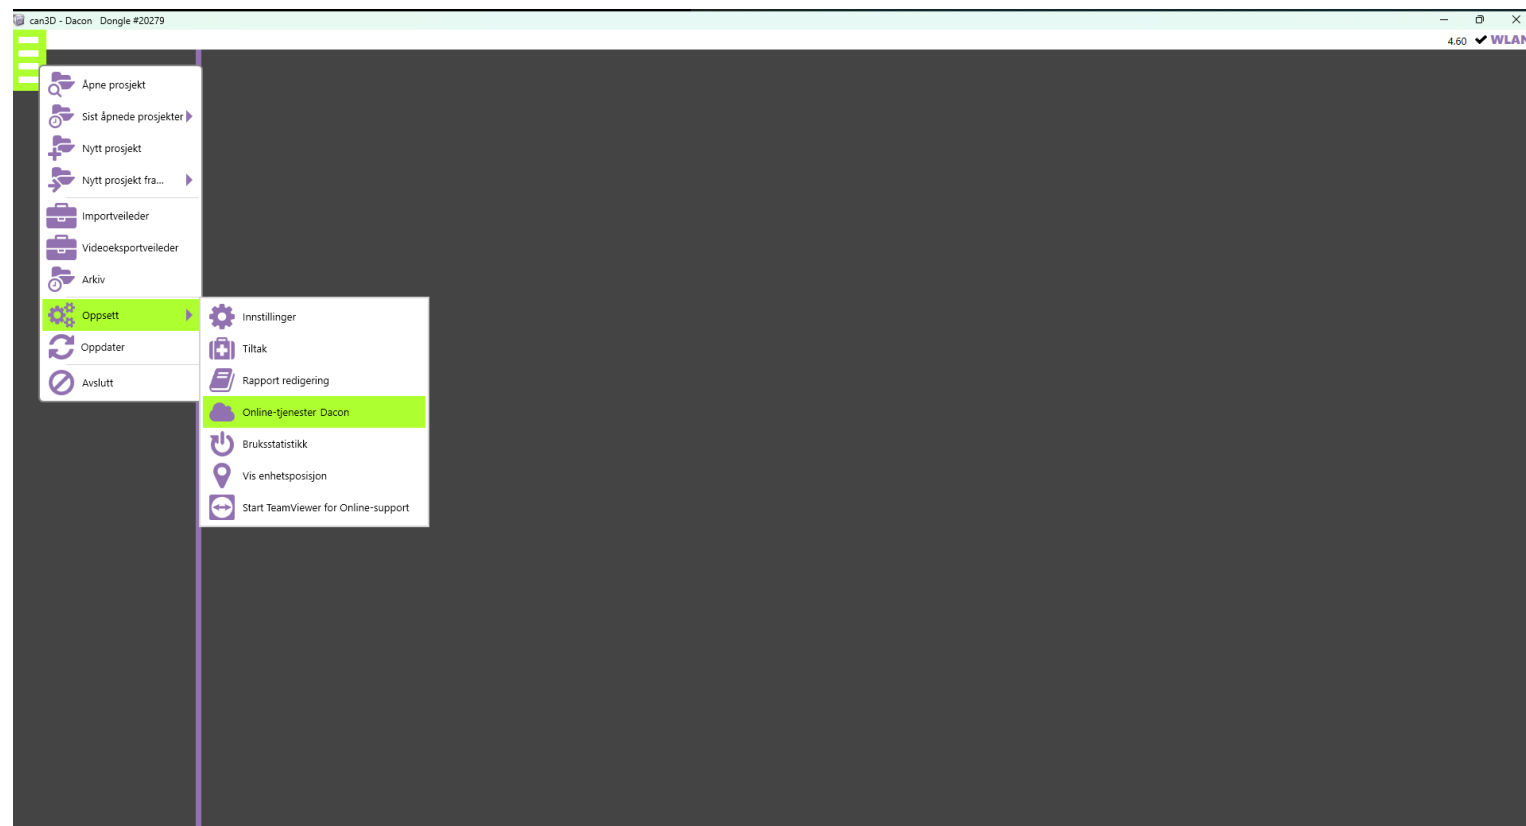 can3D - Dacon Dongle #20279
4.60 ✔ WLAN
Åpne prosjekt
Sist åpnede prosjekter
Nytt prosjekt
Nytt prosjekt fra...
Importveileder
Videoeksportveileder
Arkiv
Oppsett
Oppdater
Avslutt
Innstillinger
Tiltak
Rapport redigering
Online-tjenester Dacon
Bruksstatistikk
Vis enhetsposisjon
Start TeamViewer for Online-support